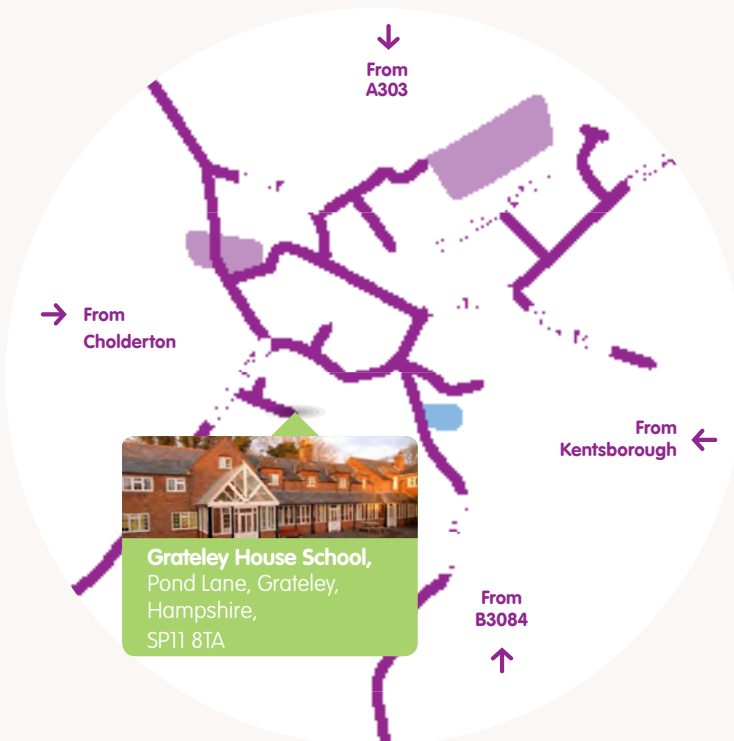 From
A303
From
Cholderton
From
Kentsborough
Grateley House School,
Pond Lane, Grateley,
Hampshire,
SP11 8TA
From
B3084